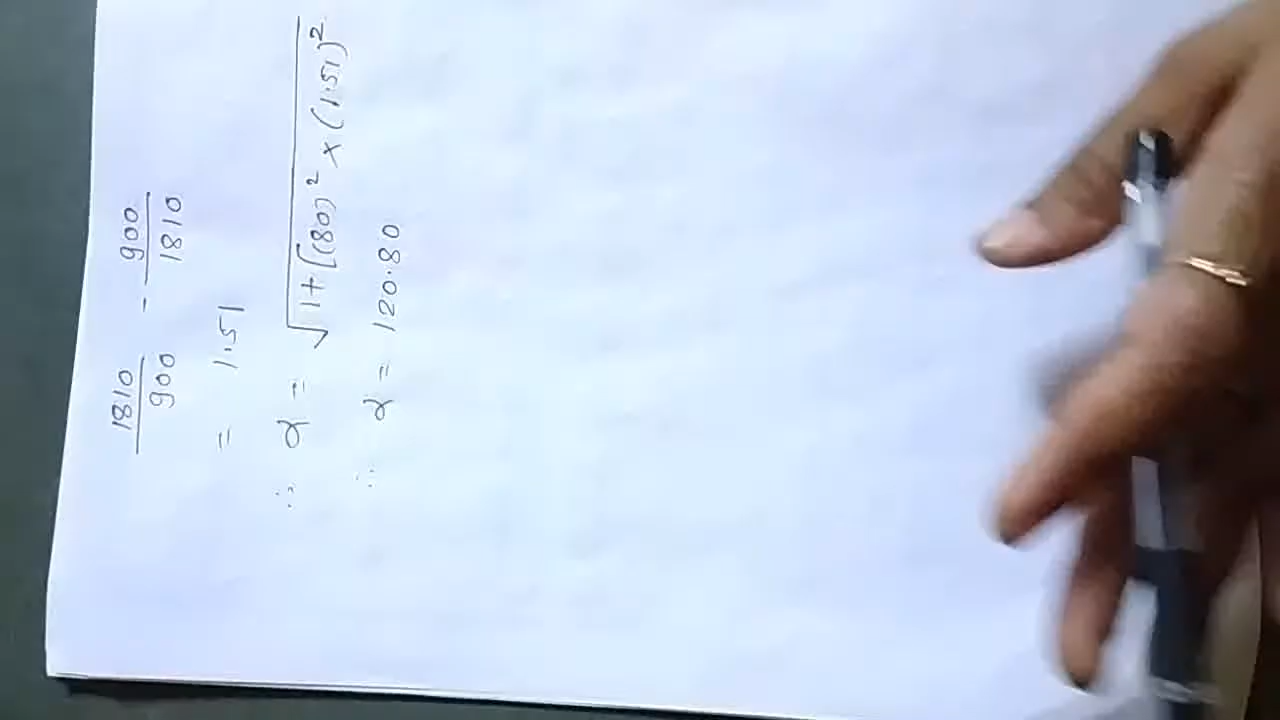 1810/900 - 900/1810
= 1.51
∴ α = √1+[(80)² × (1.51)²
∴ α = 120.80